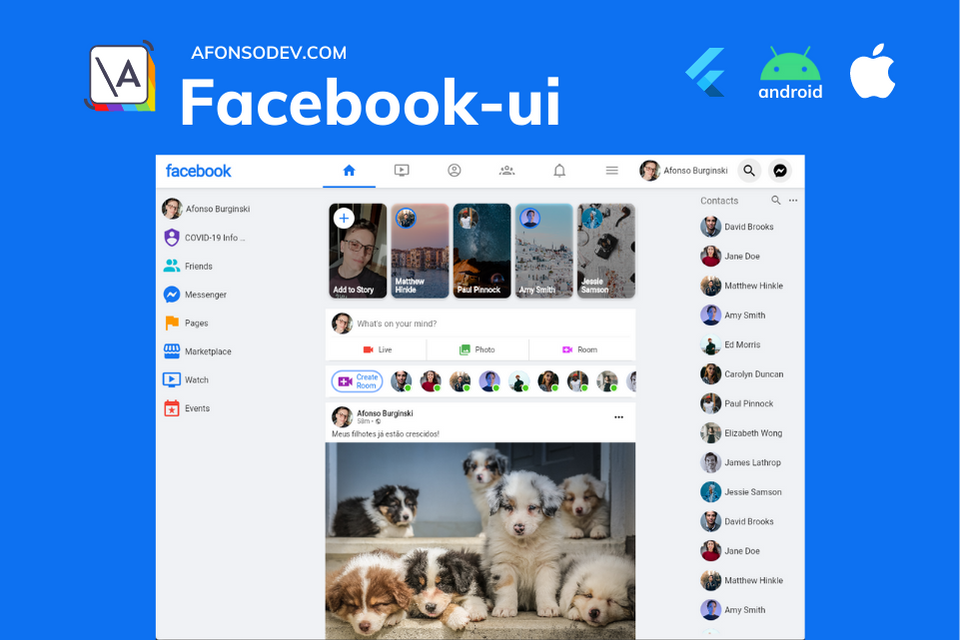 AFONSODEV.COM
\A
Facebook-ui
android
facebook
Afonso Burginski
Afonso Burginski
COVID-19 Info ...
Friends
Messenger
Pages
Marketplace
Watch
Events
Add to Story
Matthew
Hinkle
Paul Pinnock
Amy Smith
Jessie
Samson
What's on your mind?
Live
Photo
Room
Create
Room
Afonso Burginski
58m •
Meus filhotes já estão crescidos!
Contacts
David Brooks
Jane Doe
Matthew Hinkle
Amy Smith
Ed Morris
Carolyn Duncan
Paul Pinnock
Elizabeth Wong
James Lathrop
Jessie Samson
David Brooks
Jane Doe
Matthew Hinkle
Amy Smith